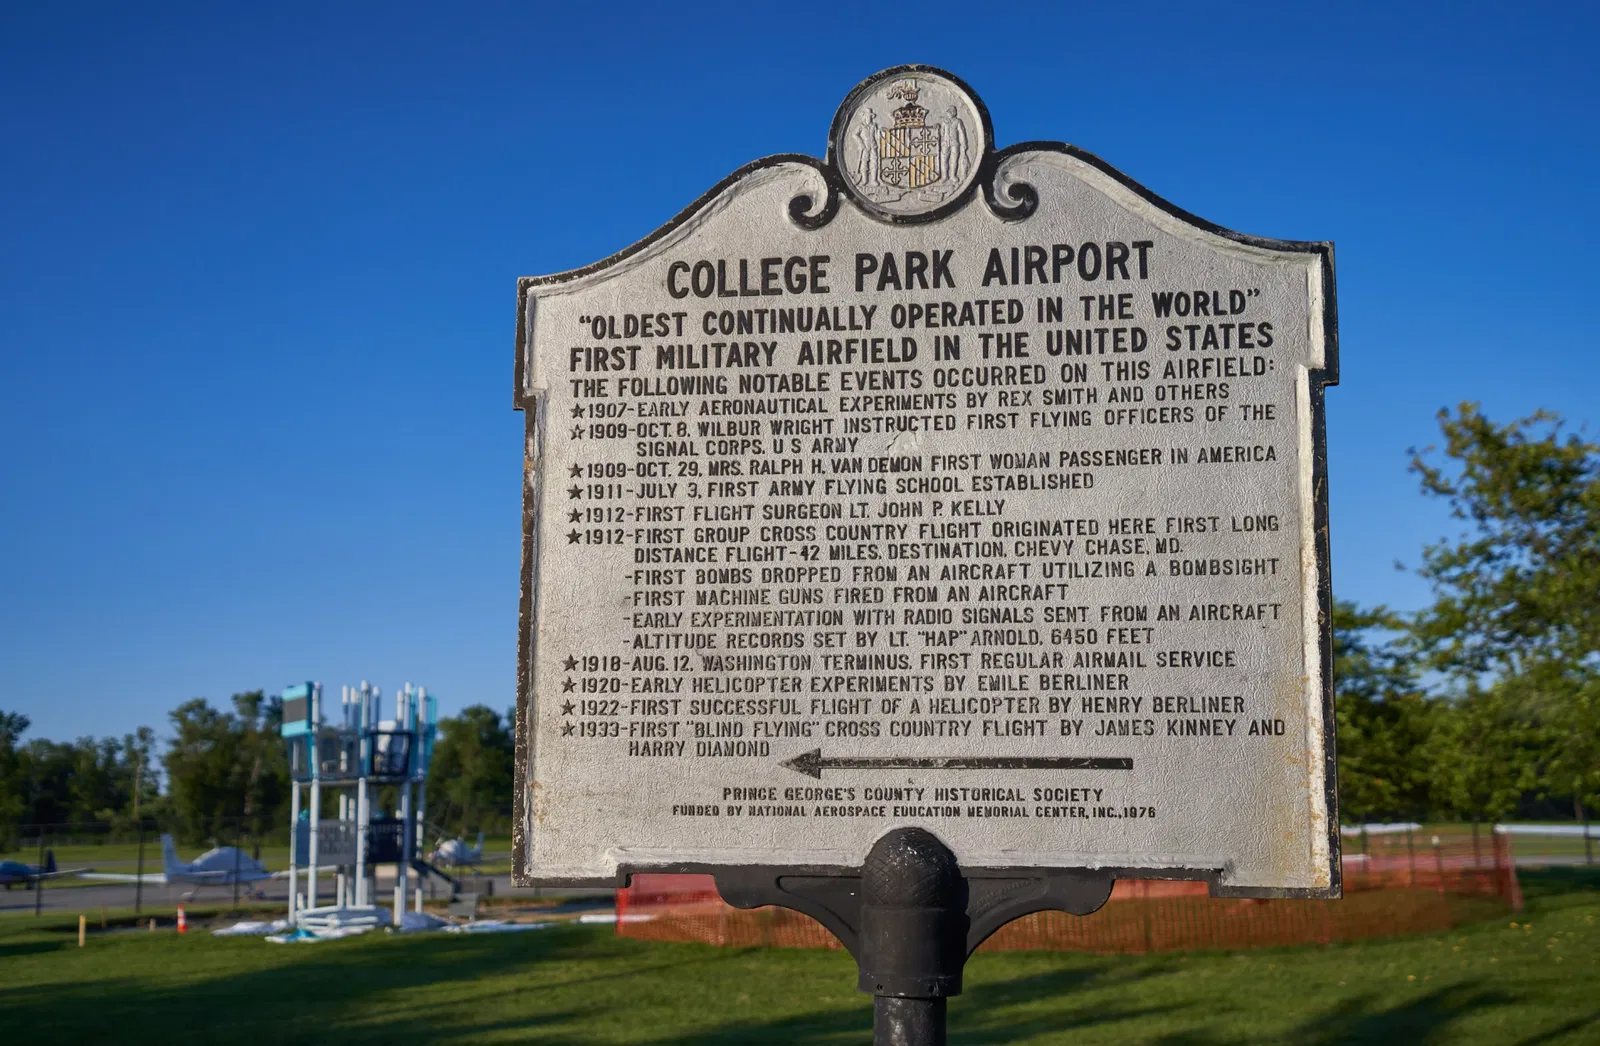 COLLEGE PARK AIRPORT
"OLDEST CONTINUALLY OPERATED IN THE WORLD"
FIRST MILITARY AIRFIELD IN THE UNITED STATES
THE FOLLOWING NOTABLE EVENTS OCCURRED ON THIS AIRFIELD:
★1907-EARLY AERONAUTICAL EXPERIMENTS BY REX SMITH AND OTHERS
★1909-OCT. 8, WILBUR WRIGHT INSTRUCTED FIRST FLYING OFFICERS OF THE
SIGNAL CORPS, U S ARMY
★1909-OCT. 29, MRS. RALPH H. VAN DEMON FIRST WOMAN PASSENGER IN AMERICA
★1911-JULY 3, FIRST ARMY FLYING SCHOOL ESTABLISHED
★1912-FIRST FLIGHT SURGEON LT. JOHN P. KELLY
★1912-FIRST GROUP CROSS COUNTRY FLIGHT ORIGINATED HERE FIRST LONG
DISTANCE FLIGHT-42 MILES, DESTINATION, CHEVY CHASE, MD.
-FIRST BOMBS DROPPED FROM AN AIRCRAFT UTILIZING A BOMBSIGHT
-FIRST MACHINE GUNS FIRED FROM AN AIRCRAFT
-EARLY EXPERIMENTATION WITH RADIO SIGNALS SENT FROM AN AIRCRAFT
-ALTITUDE RECORDS SET BY LT. "HAP" ARNOLD, 6450 FEET
★1918-AUG. 12, WASHINGTON TERMINUS, FIRST REGULAR AIRMAIL SERVICE
★1920-EARLY HELICOPTER EXPERIMENTS BY EMILE BERLINER
★1922-FIRST SUCCESSFUL FLIGHT OF A HELICOPTER BY HENRY BERLINER
★1933-FIRST "BLIND FLYING" CROSS COUNTRY FLIGHT BY JAMES KINNEY AND
HARRY DIAMOND
PRINCE GEORGE'S COUNTY HISTORICAL SOCIETY
FUNDED BY NATIONAL AEROSPACE EDUCATION MEMORIAL CENTER, INC., 1976